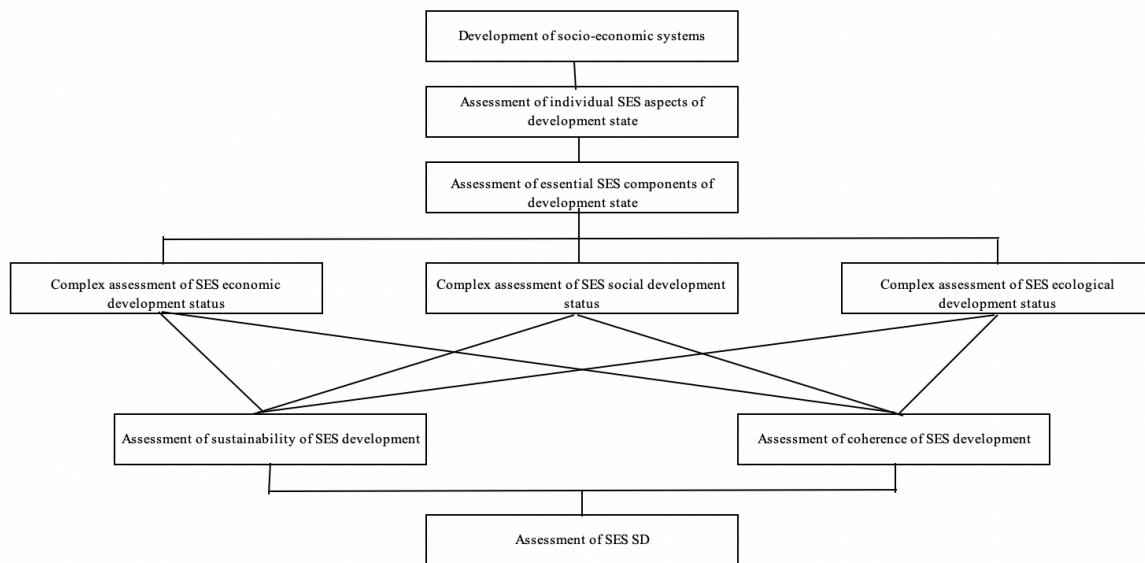 Development of socio-economic systems
Assessment of individual SES aspects of
development state
Assessment of essential SES components of
development state
Complex assessment of SES economic
development status
Complex assessment of SES social development
status
Complex assessment of SES ecological
development status
Assessment of sustainability of SES development
Assessment of coherence of SES development
Assessment of SES SD